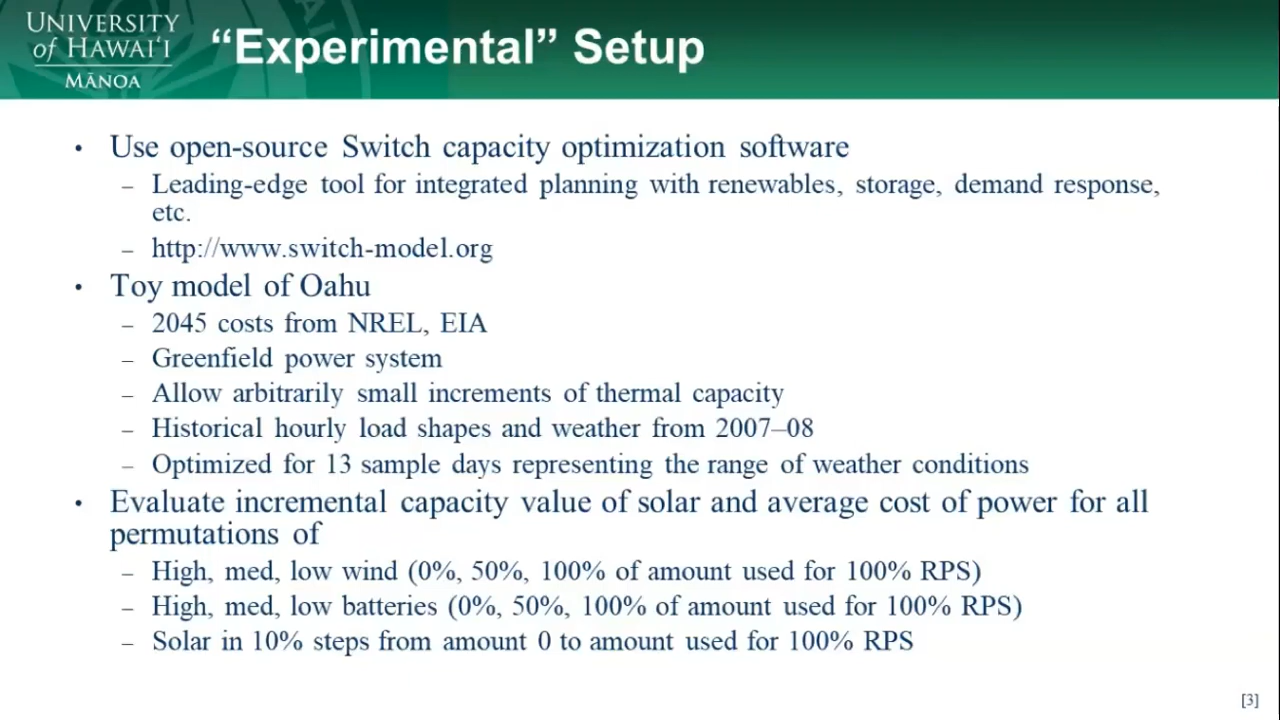 UNIVERSITY
of HAWAIʻI
MĀNOA
“Experimental” Setup
• Use open-source Switch capacity optimization software
– Leading-edge tool for integrated planning with renewables, storage, demand response,
etc.
– http://www.switch-model.org
• Toy model of Oahu
– 2045 costs from NREL, EIA
– Greenfield power system
– Allow arbitrarily small increments of thermal capacity
– Historical hourly load shapes and weather from 2007–08
– Optimized for 13 sample days representing the range of weather conditions
• Evaluate incremental capacity value of solar and average cost of power for all
permutations of
– High, med, low wind (0%, 50%, 100% of amount used for 100% RPS)
– High, med, low batteries (0%, 50%, 100% of amount used for 100% RPS)
– Solar in 10% steps from amount 0 to amount used for 100% RPS
[3]